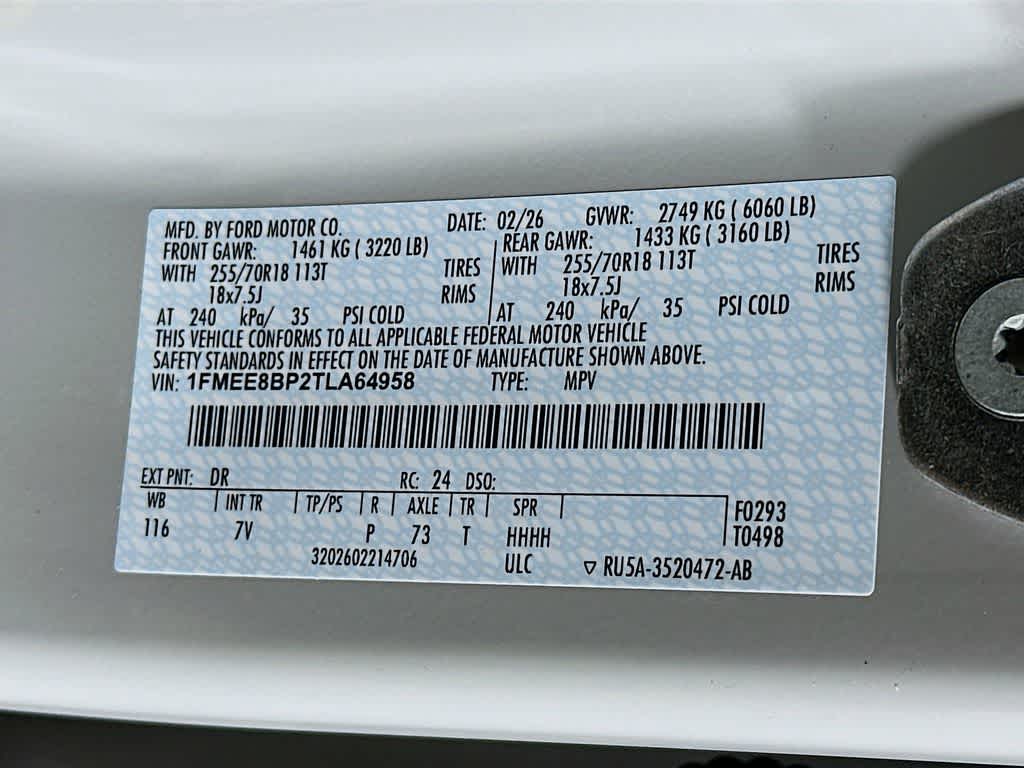 MFD. BY FORD MOTOR CO. DATE: 02/26 GVWR: 2749 KG ( 6060 LB)
FRONT GAWR: 1461 KG ( 3220 LB) REAR GAWR: 1433 KG ( 3160 LB)
WITH 255/70R18 113T TIRES WITH 255/70R18 113T TIRES
18x7.5J RIMS 18x7.5J RIMS
AT 240 kPa/ 35 PSI COLD AT 240 kPa/ 35 PSI COLD
THIS VEHICLE CONFORMS TO ALL APPLICABLE FEDERAL MOTOR VEHICLE
SAFETY STANDARDS IN EFFECT ON THE DATE OF MANUFACTURE SHOWN ABOVE.
VIN: 1FMEE8BP2TLA64958 TYPE: MPV
EXT PNT: DR RC: 24 DSO:
WB INT TR TP/PS R AXLE TR SPR F0293
116 7V P 73 T HHHH T0498
3202602214706 ULC ▽ RU5A-3520472-AB